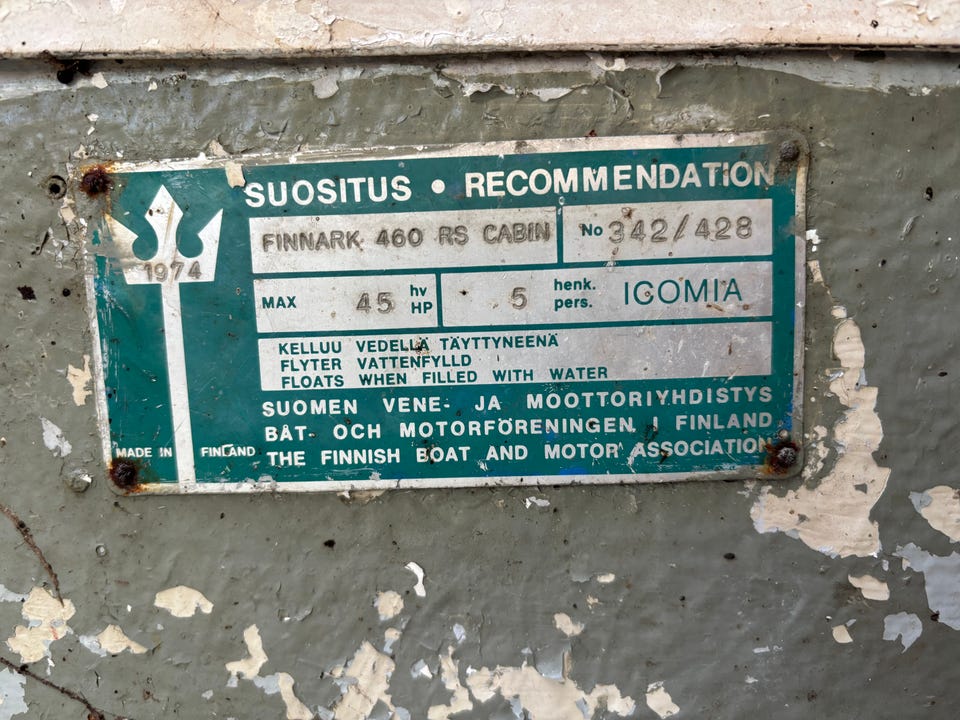 SUOSITUS • RECOMMENDATION
FINNARK 460 RS CABIN No 342/428
1974
MAX 45 hv HP 5 henk. pers. ICOMIA
KELLUU VEDELLÄ TÄYTTYNEENÄ
FLYTER VATTENFYLLD
FLOATS WHEN FILLED WITH WATER
SUOMEN VENE- JA MOOTTORIYHDISTYS
BÅT- OCH MOTORFÖRENINGEN I FINLAND
THE FINNISH BOAT AND MOTOR ASSOCIATION
MADE IN FINLAND